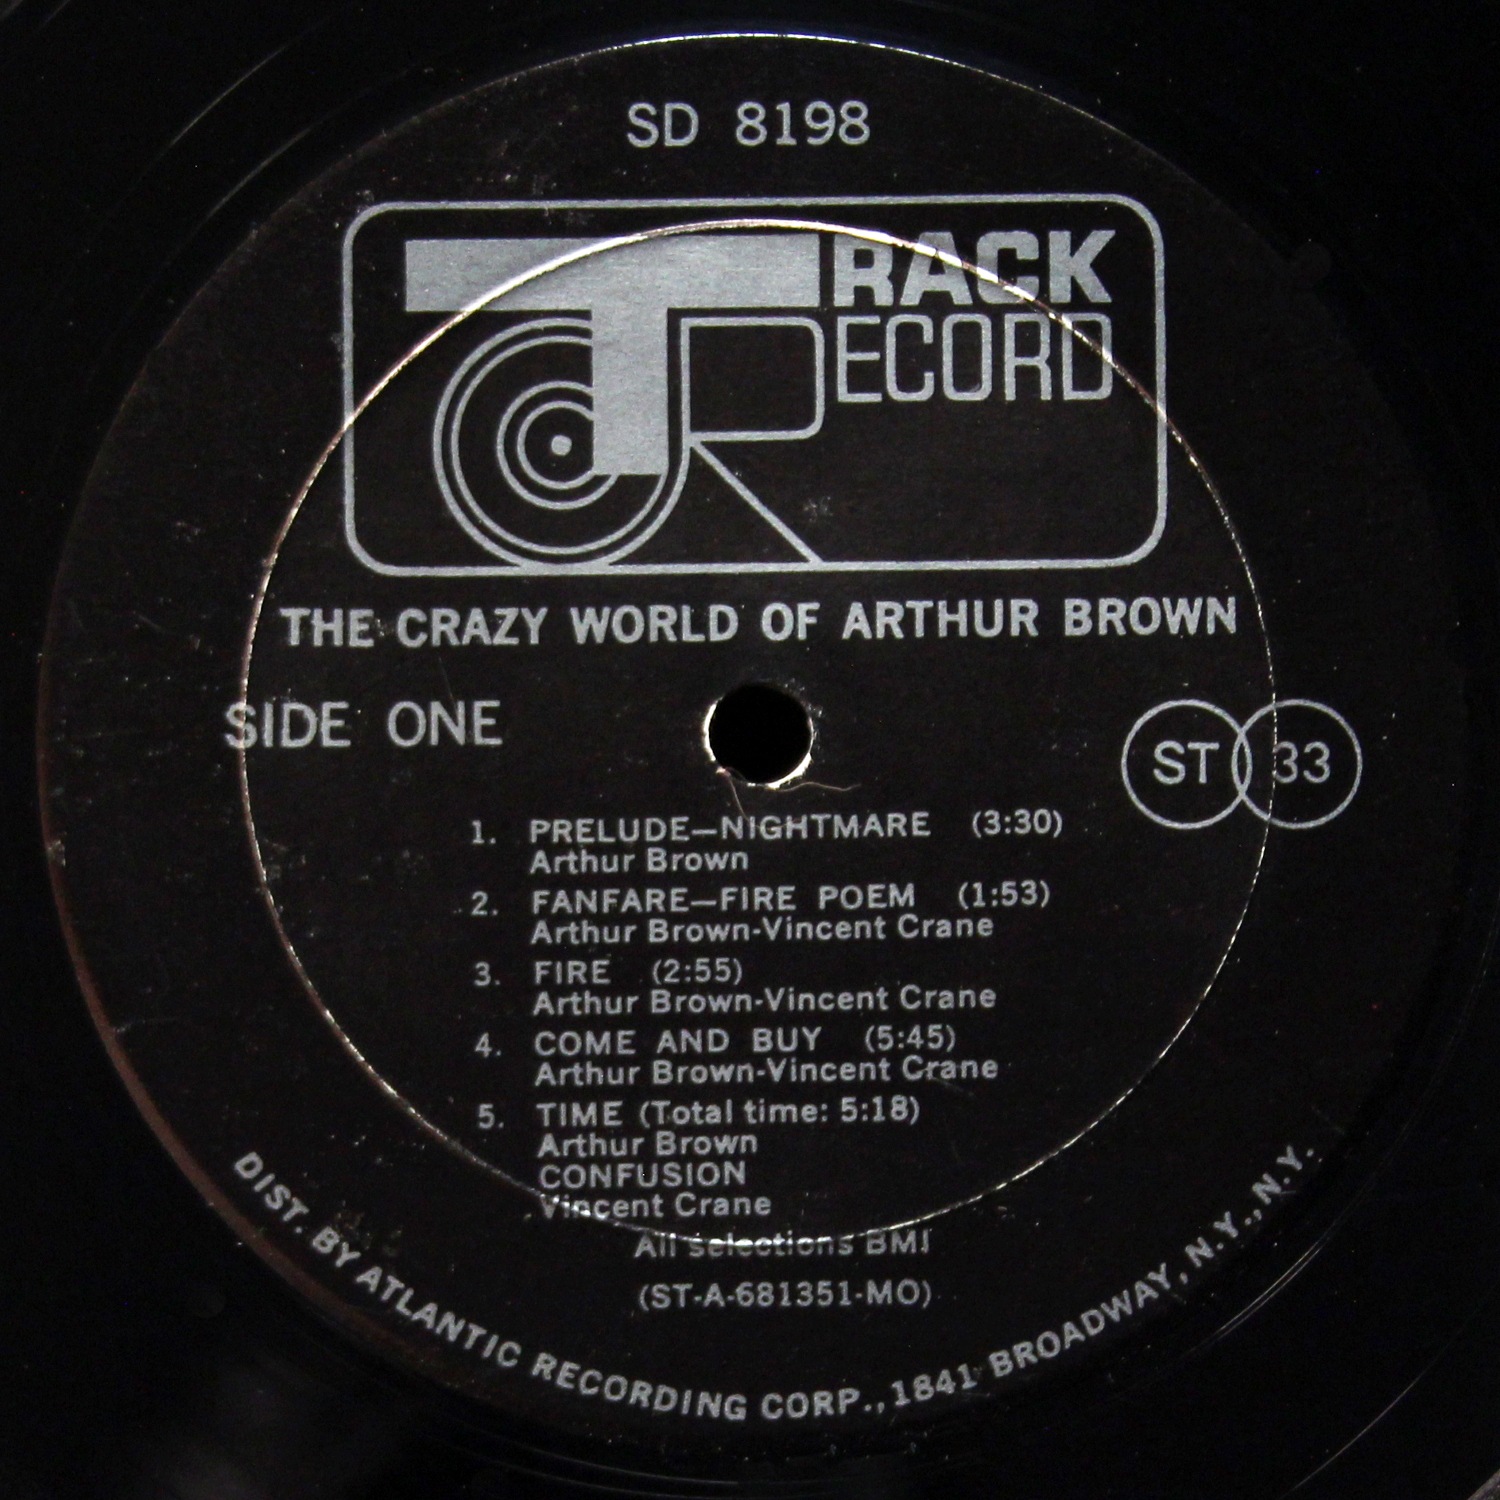 SD 8198
TRACK
RECORD
THE CRAZY WORLD OF ARTHUR BROWN
SIDE ONE
ST 33
1. PRELUDE—NIGHTMARE (3:30)
Arthur Brown
2. FANFARE—FIRE POEM (1:53)
Arthur Brown-Vincent Crane
3. FIRE (2:55)
Arthur Brown-Vincent Crane
4. COME AND BUY (5:45)
Arthur Brown-Vincent Crane
5. TIME (Total time: 5:18)
Arthur Brown
CONFUSION
Vincent Crane
All selections BMI
(ST-A-681351-MO)
DIST. BY ATLANTIC RECORDING CORP., 1841 BROADWAY, N.Y., N.Y.